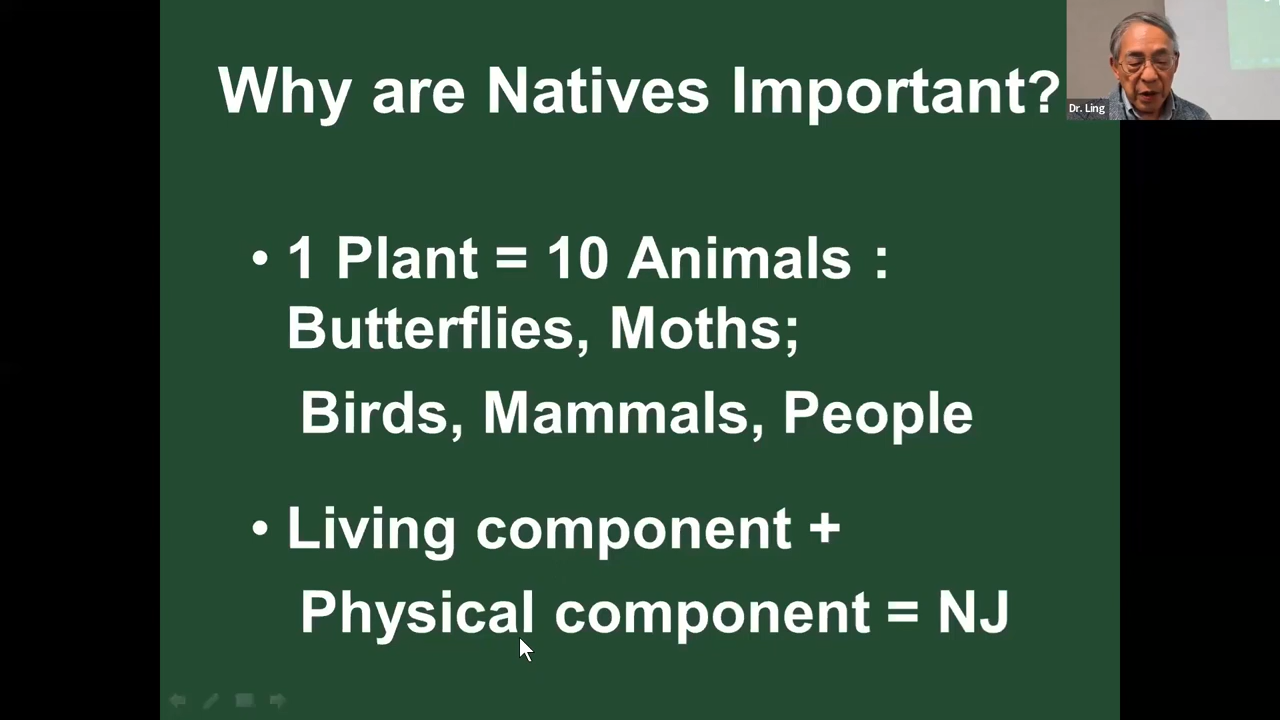 Why are Natives Important?
Dr. Ling
• 1 Plant = 10 Animals :
Butterflies, Moths;
Birds, Mammals, People
• Living component +
Physical component = NJ